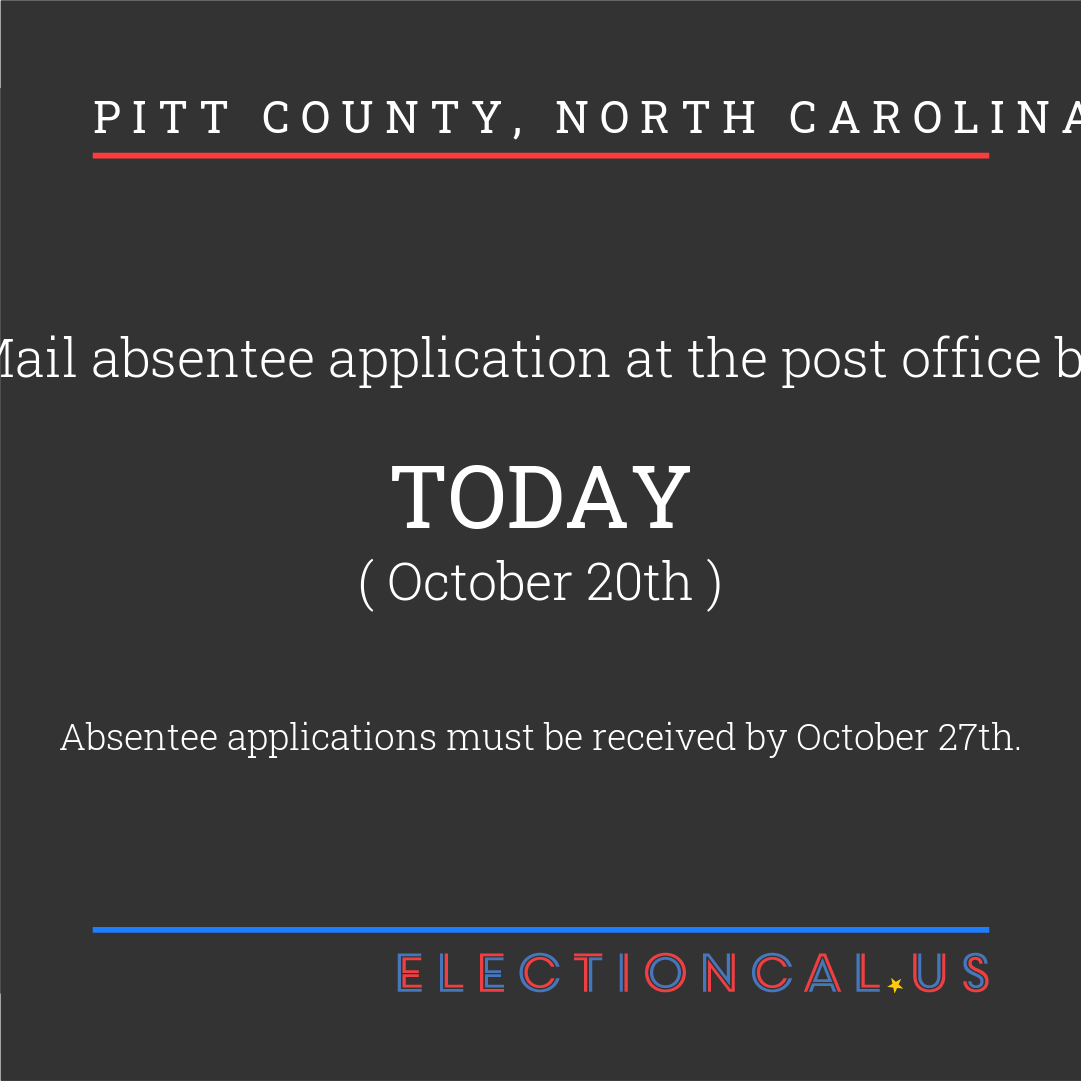 PITT COUNTY, NORTH CAROLINA
Mail absentee application at the post office b
TODAY
( October 20th )
Absentee applications must be received by October 27th.
ELECTIONCAL.US